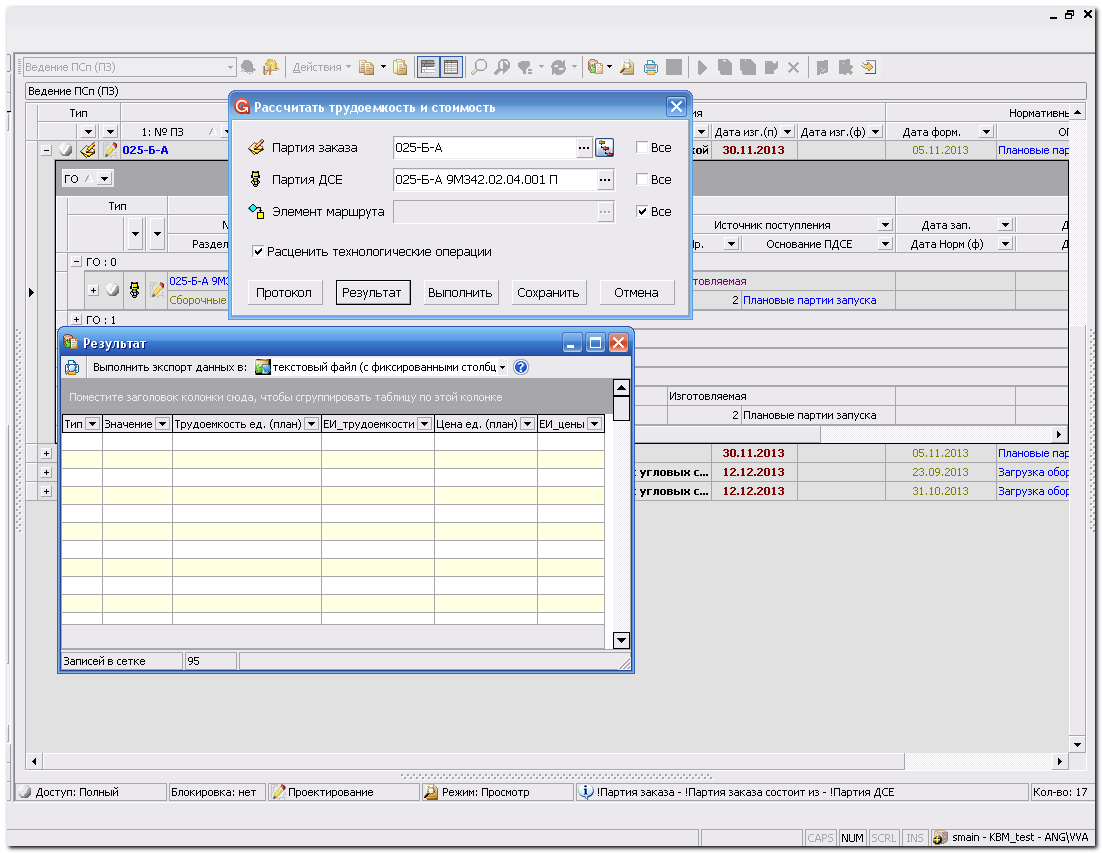 Ведение ПСп (ПЗ)
Действия
Ведение ПСп (ПЗ)
Тип
Нормативнь
1: № ПЗ
Дата изг.(п)
Дата изг.(ф)
Дата форм.
025-Б-А
30.11.2013
05.11.2013
Плановые пар
ГО
Тип
Источник поступления
Дата зап.
Раздел
Основание ПДСЕ
Дата Норм (ф)
ГО : 0
025-Б-А 9М3
Сборочные
2
Плановые партии запуска
ГО : 1
Изготовляемая
2
Плановые партии запуска
30.11.2013
05.11.2013
Плановые пар
угловых с...
12.12.2013
23.09.2013
Загрузка обор
угловых с...
12.12.2013
31.10.2013
Загрузка обор
Рассчитать трудоемкость и стоимость
Партия заказа
025-Б-А
...
Все
Партия ДСЕ
025-Б-А 9М342.02.04.001 П
...
Все
Элемент маршрута
...
Все
Расценить технологические операции
Протокол
Результат
Выполнить
Сохранить
Отмена
Результат
Выполнить экспорт данных в:
текстовый файл (с фиксированными столбц
Поместите заголовок колонки сюда, чтобы сгруппировать таблицу по этой колонке
Тип
Значение
Трудоемкость ед. (план)
ЕИ_трудоемкости
Цена ед. (план)
ЕИ_цены
Записей в сетке
95
Доступ: Полный
Блокировка: нет
Проектирование
Режим: Просмотр
!Партия заказа - !Партия заказа состоит из - !Партия ДСЕ
Кол-во: 17
CAPS
NUM
SCRL
INS
smain - KBM_test - ANG\VVA